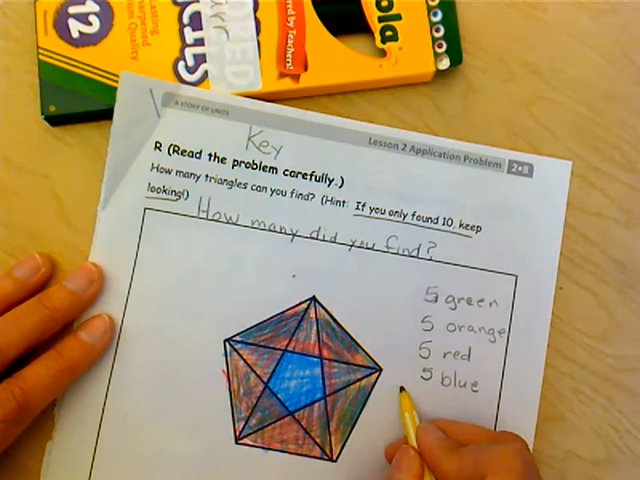 12
A STORY OF UNITS
Lesson 2 Application Problem 2•8
Key
R (Read the problem carefully.)
How many triangles can you find? (Hint: If you only found 10, keep
looking!)
How many did you find?
5 green
5 orange
5 red
5 blue